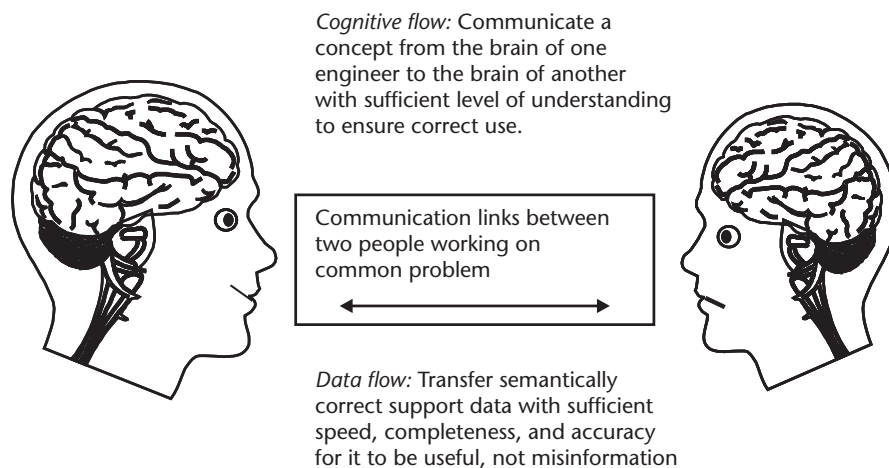 Cognitive flow: Communicate a
concept from the brain of one
engineer to the brain of another
with sufficient level of understanding
to ensure correct use.
Communication links between
two people working on
common problem
Data flow: Transfer semantically
correct support data with sufficient
speed, completeness, and accuracy
for it to be useful, not misinformation